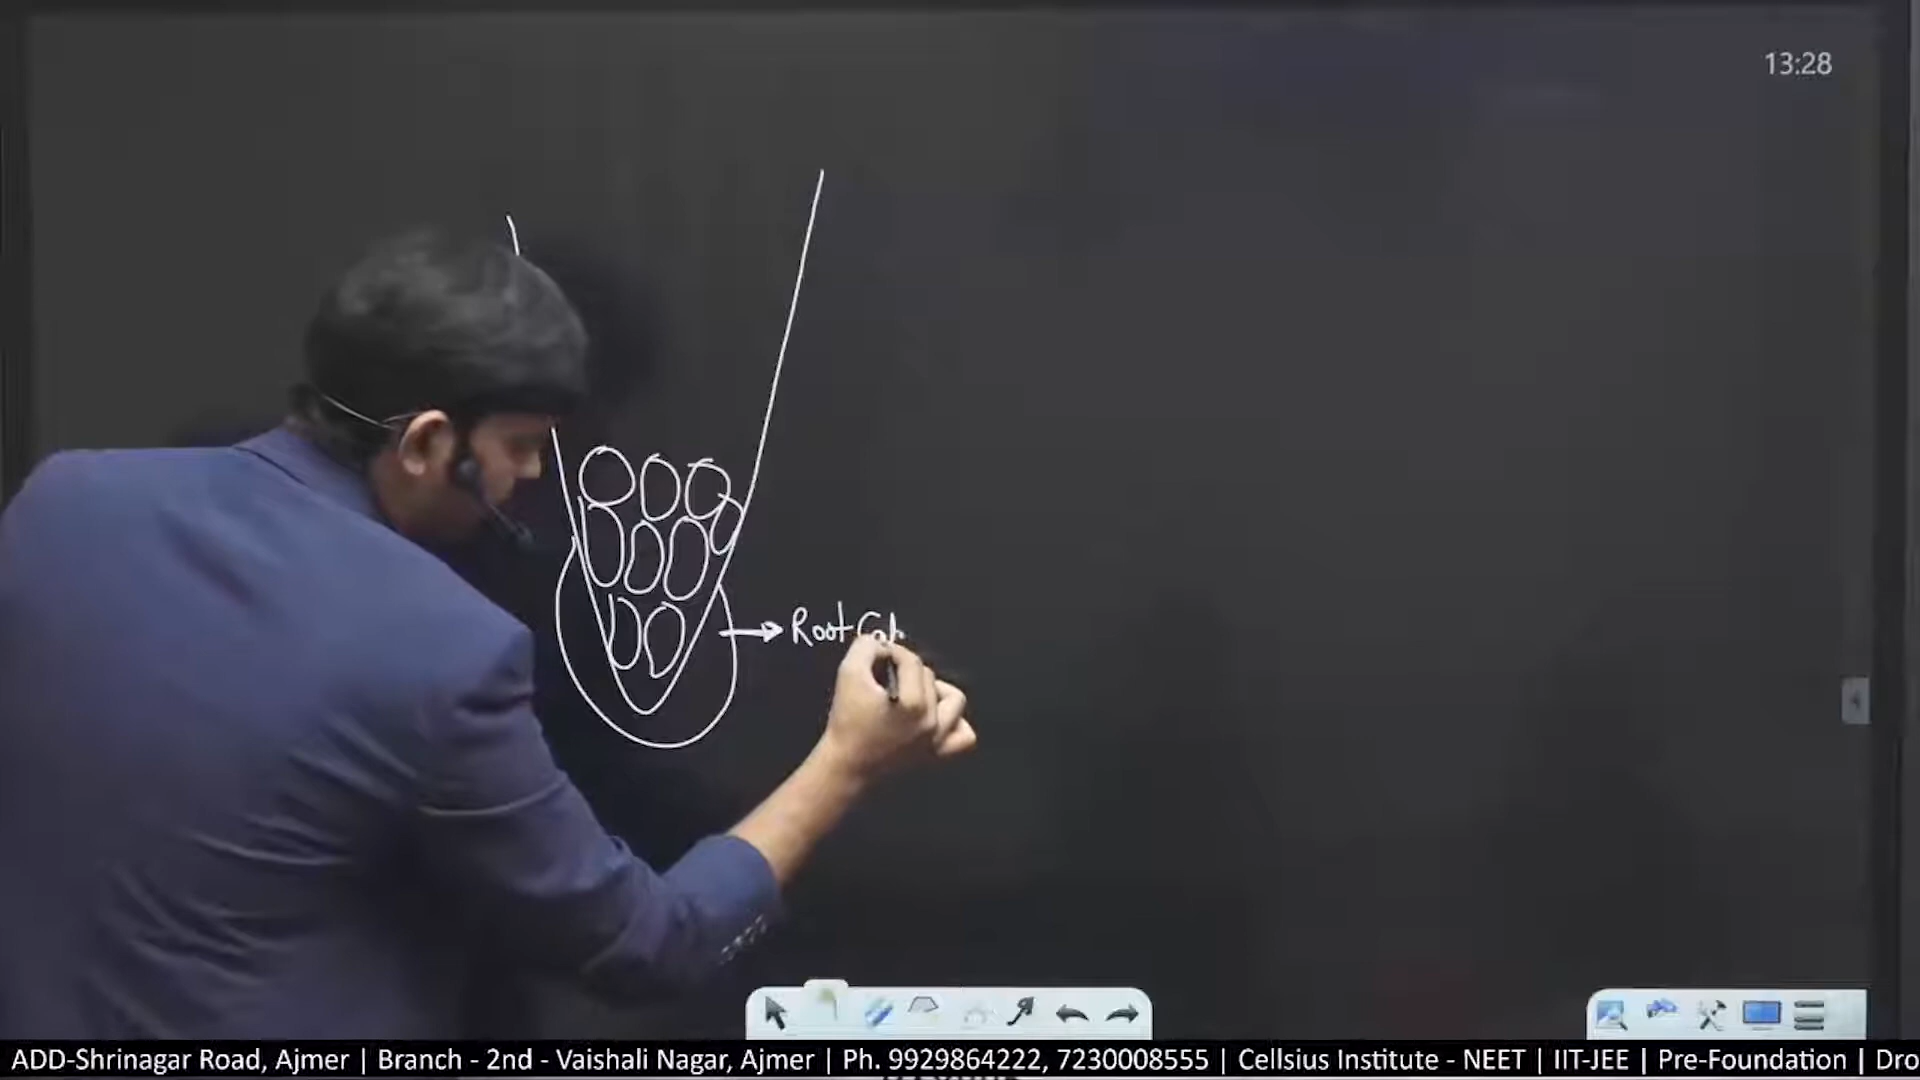 13:28
Root Cap
ADD-Shrinagar Road, Ajmer | Branch - 2nd - Vaishali Nagar, Ajmer | Ph. 9929864222, 7230008555 | Cellsius Institute - NEET | IIT-JEE | Pre-Foundation | Dro